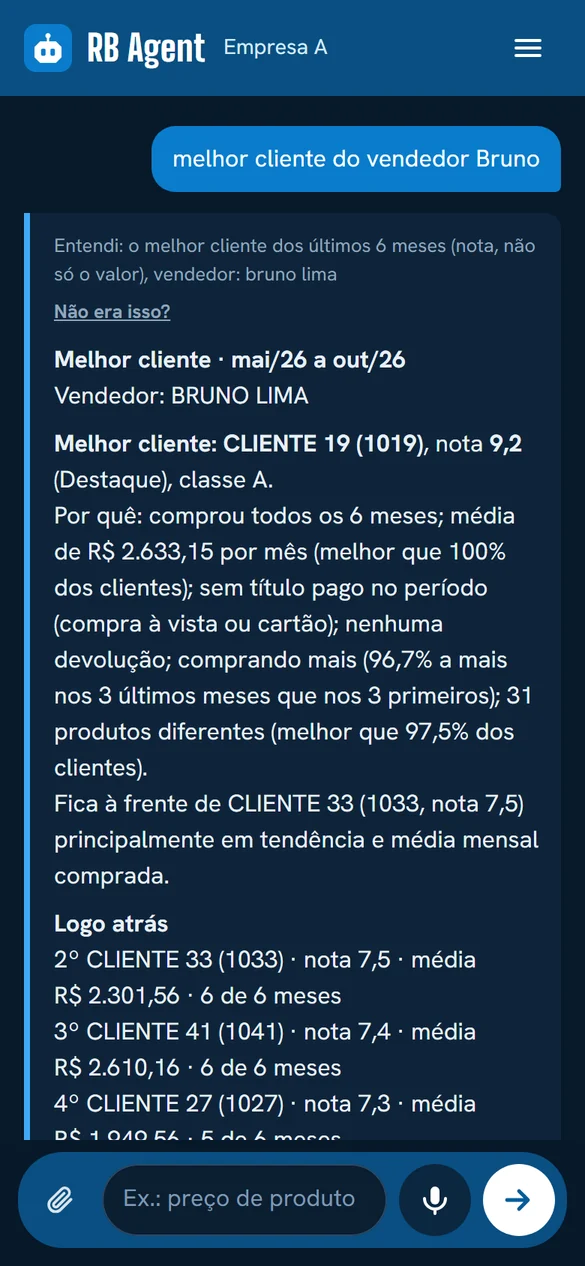 RB Agent Empresa A
melhor cliente do vendedor Bruno
Entendi: o melhor cliente dos últimos 6 meses (nota, não
só o valor), vendedor: bruno lima
Não era isso?
Melhor cliente · mai/26 a out/26
Vendedor: BRUNO LIMA
Melhor cliente: CLIENTE 19 (1019), nota 9,2
(Destaque), classe A.
Por quê: comprou todos os 6 meses; média
de R$ 2.633,15 por mês (melhor que 100%
dos clientes); sem título pago no período
(compra à vista ou cartão); nenhuma
devolução; comprando mais (96,7% a mais
nos 3 últimos meses que nos 3 primeiros); 31
produtos diferentes (melhor que 97,5% dos
clientes).
Fica à frente de CLIENTE 33 (1033, nota 7,5)
principalmente em tendência e média mensal
comprada.
Logo atrás
2º CLIENTE 33 (1033) · nota 7,5 · média
R$ 2.301,56 · 6 de 6 meses
3º CLIENTE 41 (1041) · nota 7,4 · média
R$ 2.610,16 · 6 de 6 meses
4º CLIENTE 27 (1027) · nota 7,3 · média
R$ 1.949,56 · 5 de 6 meses
Ex.: preço de produto